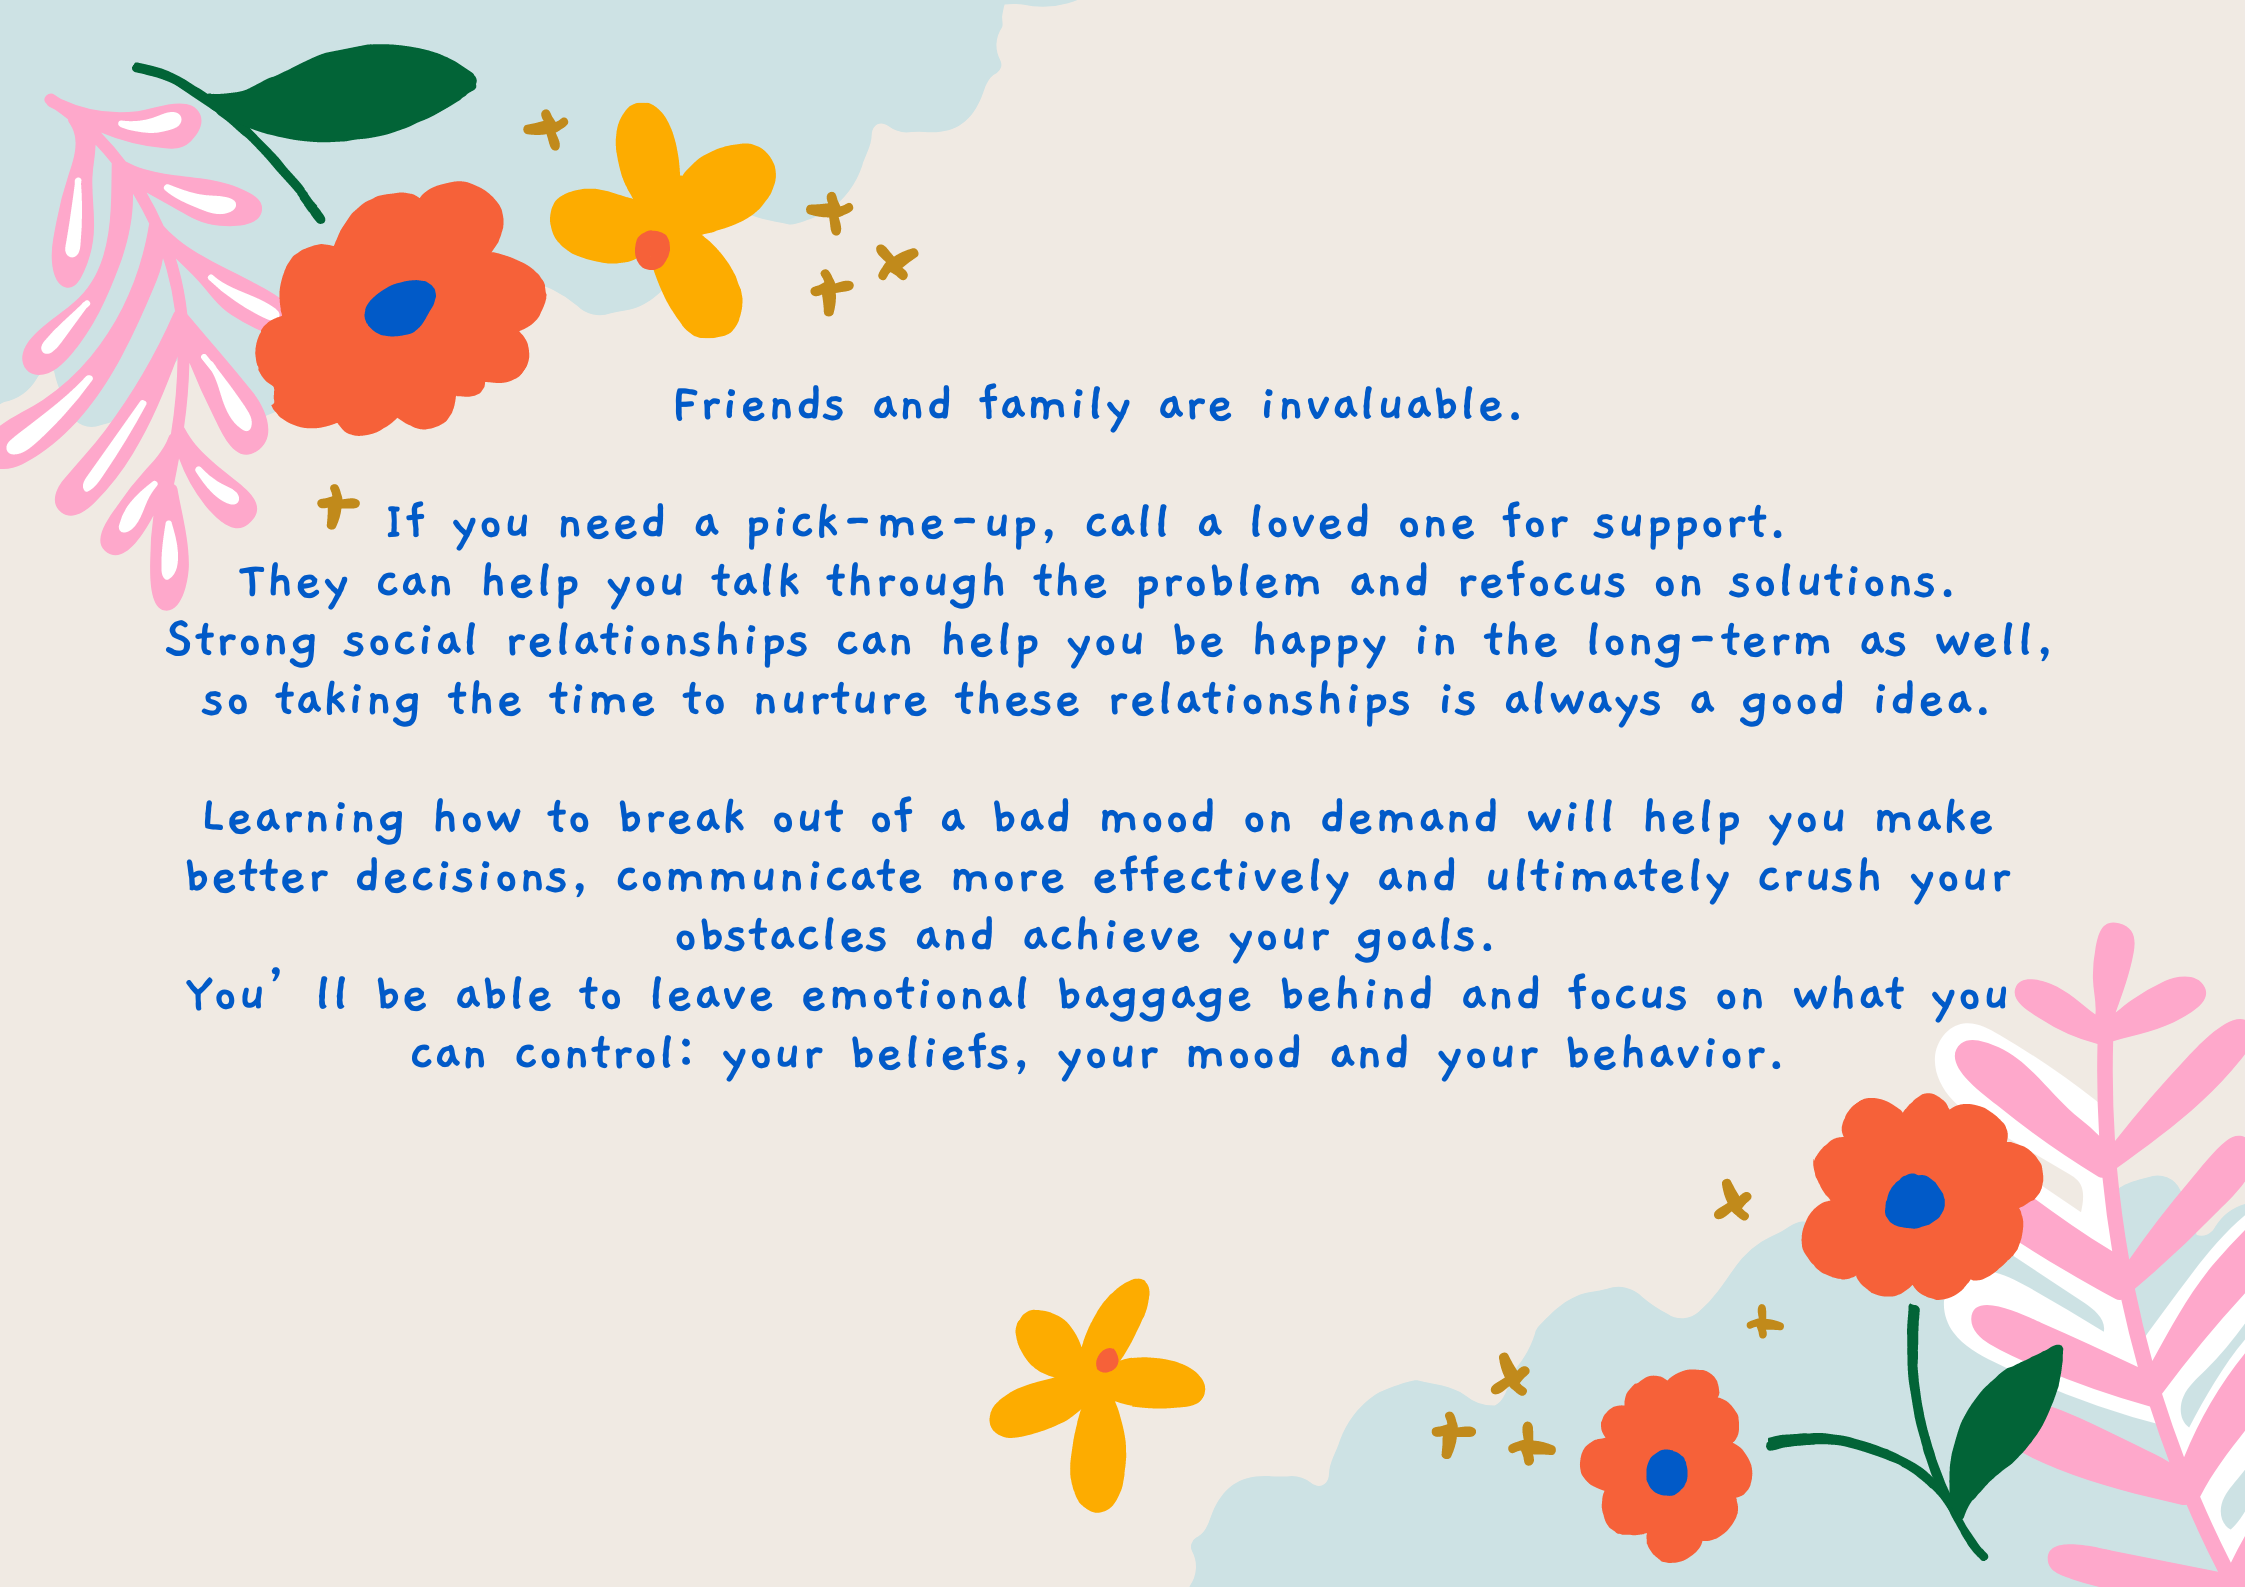 Friends and family are invaluable.
If you need a pick-me-up, call a loved one for support.
They can help you talk through the problem and refocus on solutions.
Strong social relationships can help you be happy in the long-term as well,
so taking the time to nurture these relationships is always a good idea.
Learning how to break out of a bad mood on demand will help you make
better decisions, communicate more effectively and ultimately crush your
obstacles and achieve your goals.
You’ ll be able to leave emotional baggage behind and focus on what you
can control: your beliefs, your mood and your behavior.